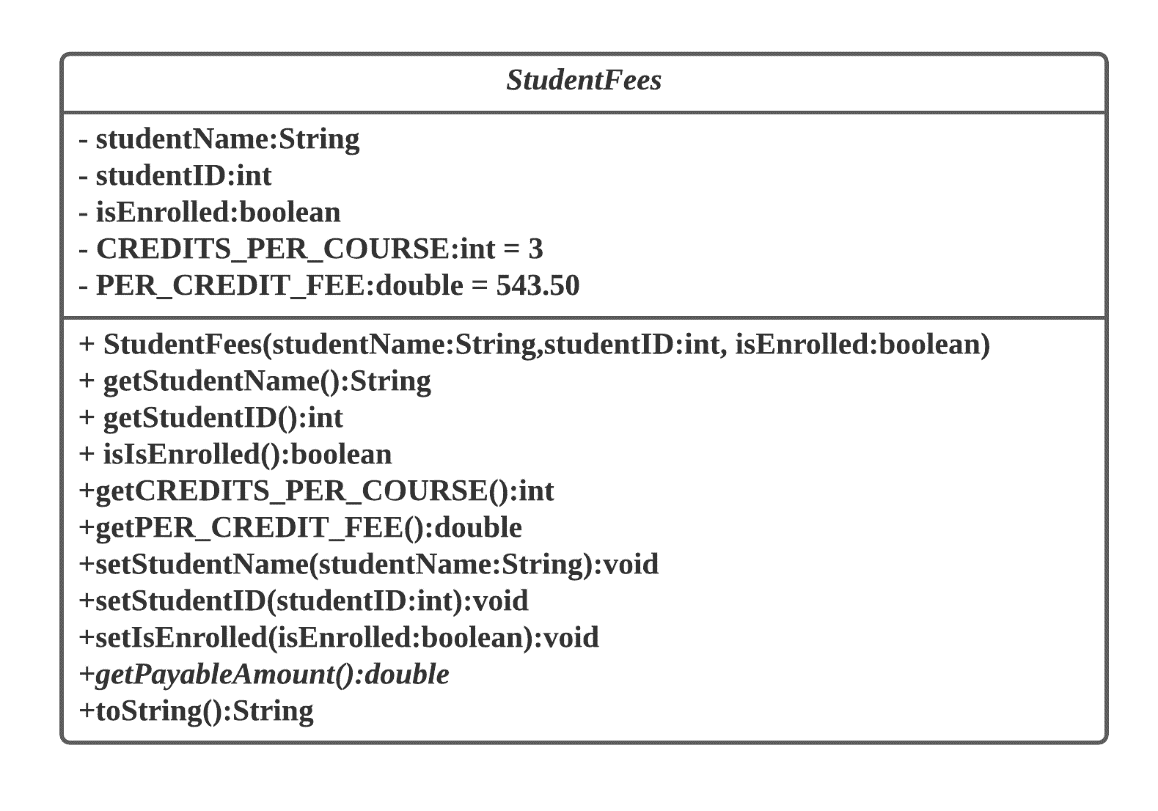 StudentFees
- studentName:String
- studentID:int
- isEnrolled:boolean
- CREDITS_PER_COURSE:int = 3
- PER_CREDIT_FEE:double = 543.50
+ StudentFees(studentName:String,studentID:int, isEnrolled:boolean)
+ getStudentName():String
+ getStudentID():int
+ isIsEnrolled():boolean
+getCREDITS_PER_COURSE():int
+getPER_CREDIT_FEE():double
+setStudentName(studentName:String):void
+setStudentID(studentID:int):void
+setIsEnrolled(isEnrolled:boolean):void
+getPayableAmount():double
+toString():String